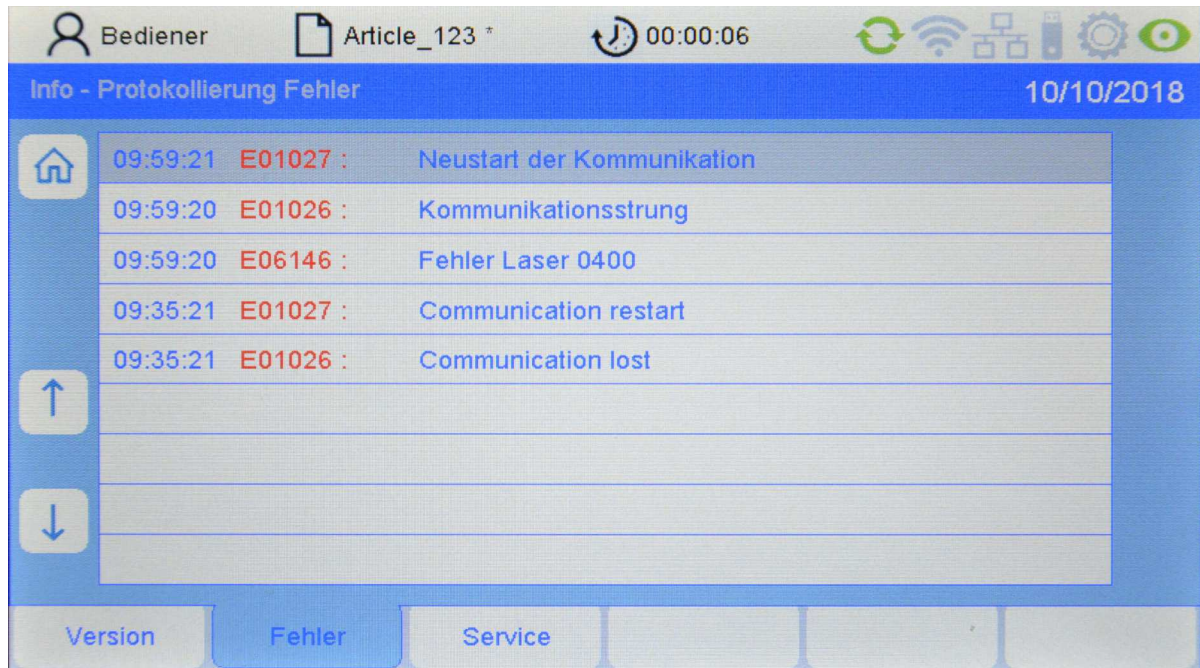 Bediener Article_123 * 00:00:06
Info - Protokollierung Fehler 10/10/2018
09:59:21 E01027 : Neustart der Kommunikation
09:59:20 E01026 : Kommunikationsstrung
09:59:20 E06146 : Fehler Laser 0400
09:35:21 E01027 : Communication restart
09:35:21 E01026 : Communication lost
Version Fehler Service